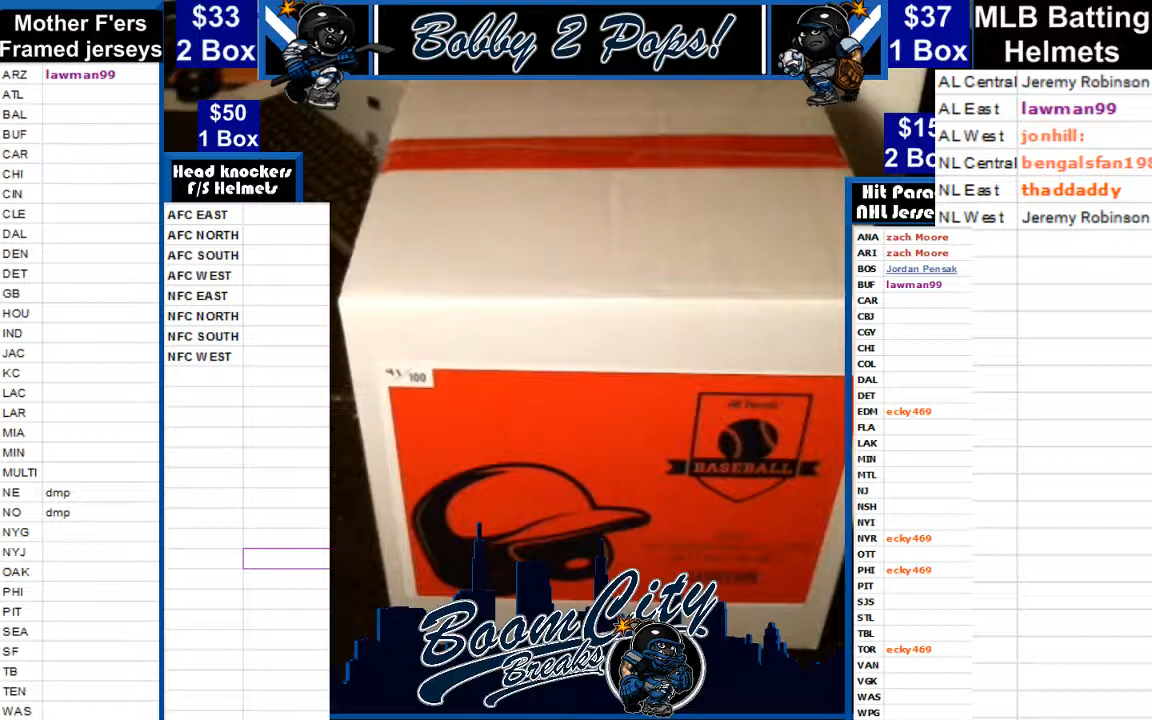 Mother F'ers
Framed jerseys
ARZ lawman99
ATL
BAL
BUF
CAR
CHI
CIN
CLE
DAL
DEN
DET
GB
HOU
IND
JAC
KC
LAC
LAR
MIA
MIN
MULTI
NE dmp
NO dmp
NYG
NYJ
OAK
PHI
PIT
SEA
SF
TB
TEN
WAS
$33
2 Box
$50
1 Box
Head knockers
F/S Helmets
AFC EAST
AFC NORTH
AFC SOUTH
AFC WEST
NFC EAST
NFC NORTH
NFC SOUTH
NFC WEST
Bobby 2 Pops!
100
BASEBALL
Boom City
Breaks
$37
1 Box
$15
2 Bo
Hit Para
NHL Jerse
ANA zach Moore
ARI zach Moore
BOS Jordan Pensak
BUF lawman99
CAR
CBJ
CGY
CHI
COL
DAL
DET
EDM ecky469
FLA
LAK
MIN
MTL
NJ
NSH
NYI
NYR ecky469
OTT
PHI ecky469
PIT
SJS
STL
TBL
TOR ecky469
VAN
VGK
WAS
WPG
MLB Batting
Helmets
AL Central Jeremy Robinson
AL East lawman99
AL West jonhill:
NL Central bengalsfan198
NL East thaddaddy
NL West Jeremy Robinson